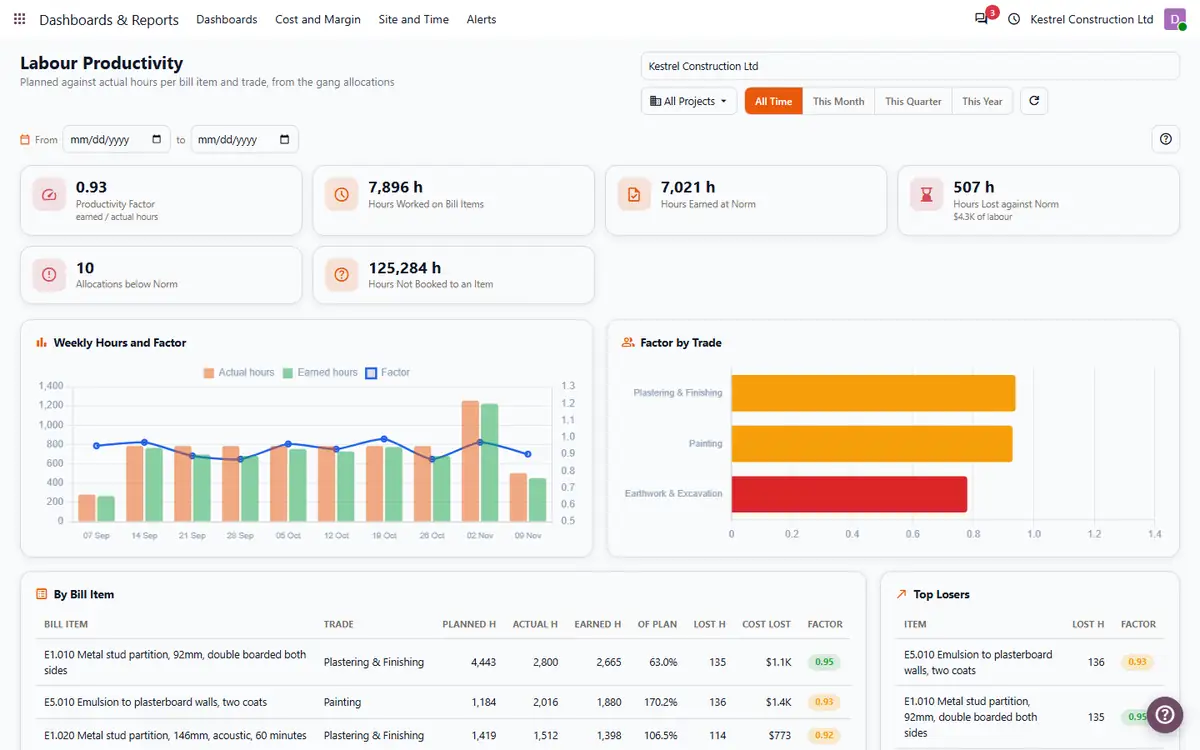 Dashboards & Reports Dashboards Cost and Margin Site and Time Alerts 3 Kestrel Construction Ltd D
Labour Productivity
Planned against actual hours per bill item and trade, from the gang allocations
Kestrel Construction Ltd
All Projects All Time This Month This Quarter This Year
From mm/dd/yyyy to mm/dd/yyyy
0.93
Productivity Factor
earned / actual hours
7,896 h
Hours Worked on Bill Items
7,021 h
Hours Earned at Norm
507 h
Hours Lost against Norm
$4.3K of labour
10
Allocations below Norm
125,284 h
Hours Not Booked to an Item
Weekly Hours and Factor
Actual hours Earned hours Factor
1,400 1.3
1,200 1.2
1,000 1.1
800 1.0
600 0.9
400 0.8
200 0.7
0 0.6
0.5
07 Sep 14 Sep 21 Sep 28 Sep 05 Oct 12 Oct 19 Oct 26 Oct 02 Nov 09 Nov
Factor by Trade
Plastering & Finishing
Painting
Earthwork & Excavation
0 0.2 0.4 0.6 0.8 1.0 1.2 1.4
By Bill Item
BILL ITEM TRADE PLANNED H ACTUAL H EARNED H OF PLAN LOST H COST LOST FACTOR
E1.010 Metal stud partition, 92mm, double boarded both
sides
Plastering & Finishing 4,443 2,800 2,665 63.0% 135 $1.1K 0.95
E5.010 Emulsion to plasterboard walls, two coats Painting 1,184 2,016 1,880 170.2% 136 $1.4K 0.93
E1.020 Metal stud partition, 146mm, acoustic, 60 minutes Plastering & Finishing 1,419 1,512 1,398 106.5% 114 $773 0.92
Top Losers
ITEM LOST H FACTOR
E5.010 Emulsion to plasterboard
walls, two coats
136 0.93
E1.010 Metal stud partition,
92mm, double boarded both
sides
135 0.95